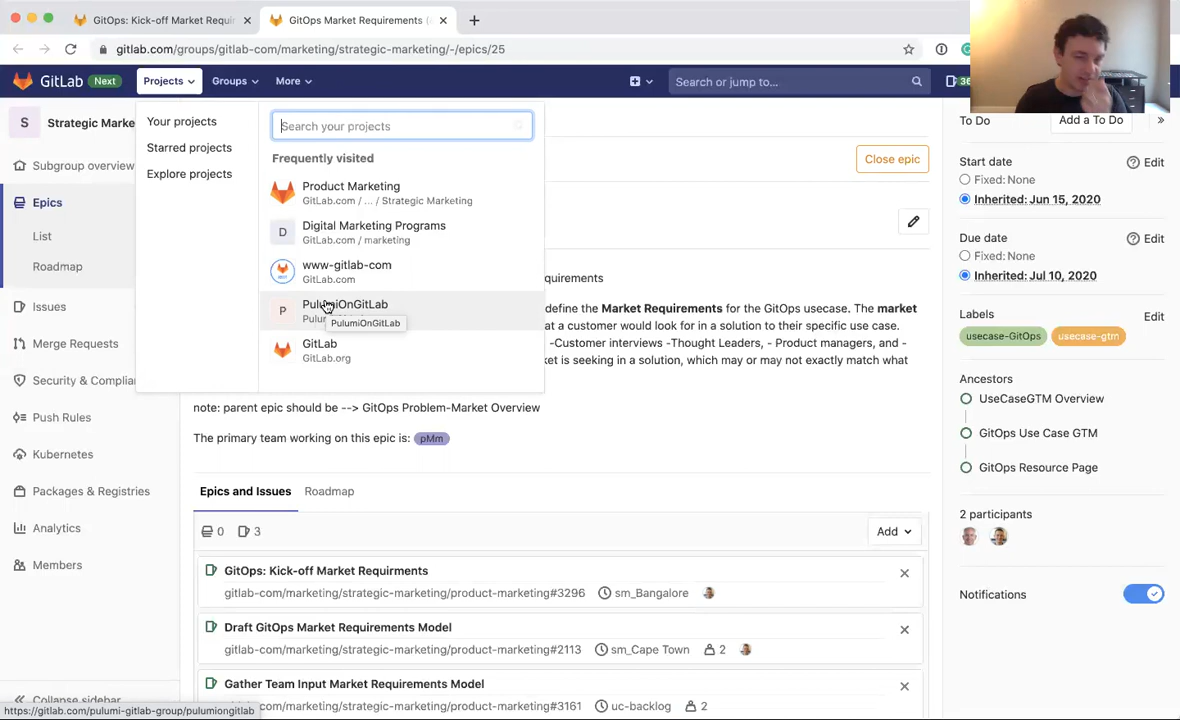 GitOps: Kick-off Market Requir
GitOps Market Requirements (
gitlab.com/groups/gitlab-com/marketing/strategic-marketing/-/epics/25
GitLab
Next
Projects
Groups
More
Search or jump to...
36
S
Strategic Marke
Subgroup overview
Epics
List
Roadmap
Issues
Merge Requests
Security & Complian
Push Rules
Kubernetes
Packages & Registries
Analytics
Members
Collapse sidebar
https://gitlab.com/pulumi-gitlab-group/pulumiongitlab
Your projects
Starred projects
Explore projects
Search your projects
Frequently visited
Product Marketing
GitLab.com / ... / Strategic Marketing
D
Digital Marketing Programs
GitLab.com / marketing
www-gitlab-com
GitLab.com
P
PulumiOnGitLab
Pulu
PulumiOnGitLab
GitLab
GitLab.org
Close epic
quirements
define the Market Requirements for the GitOps usecase. The market
at a customer would look for in a solution to their specific use case.
-Customer interviews -Thought Leaders, - Product managers, and -
ket is seeking in a solution, which may or may not exactly match what
note: parent epic should be --> GitOps Problem-Market Overview
The primary team working on this epic is: pMm
Epics and Issues
Roadmap
0
3
Add
GitOps: Kick-off Market Requirments
gitlab-com/marketing/strategic-marketing/product-marketing#3296
sm_Bangalore
Draft GitOps Market Requirements Model
gitlab-com/marketing/strategic-marketing/product-marketing#2113
sm_Cape Town
2
Gather Team Input Market Requirements Model
gitlab-com/marketing/strategic-marketing/product-marketing#3161
uc-backlog
2
To Do
Add a To Do
Start date
Edit
Fixed: None
Inherited: Jun 15, 2020
Due date
Edit
Fixed: None
Inherited: Jul 10, 2020
Labels
Edit
usecase-GitOps
usecase-gtm
Ancestors
UseCaseGTM Overview
GitOps Use Case GTM
GitOps Resource Page
2 participants
Notifications